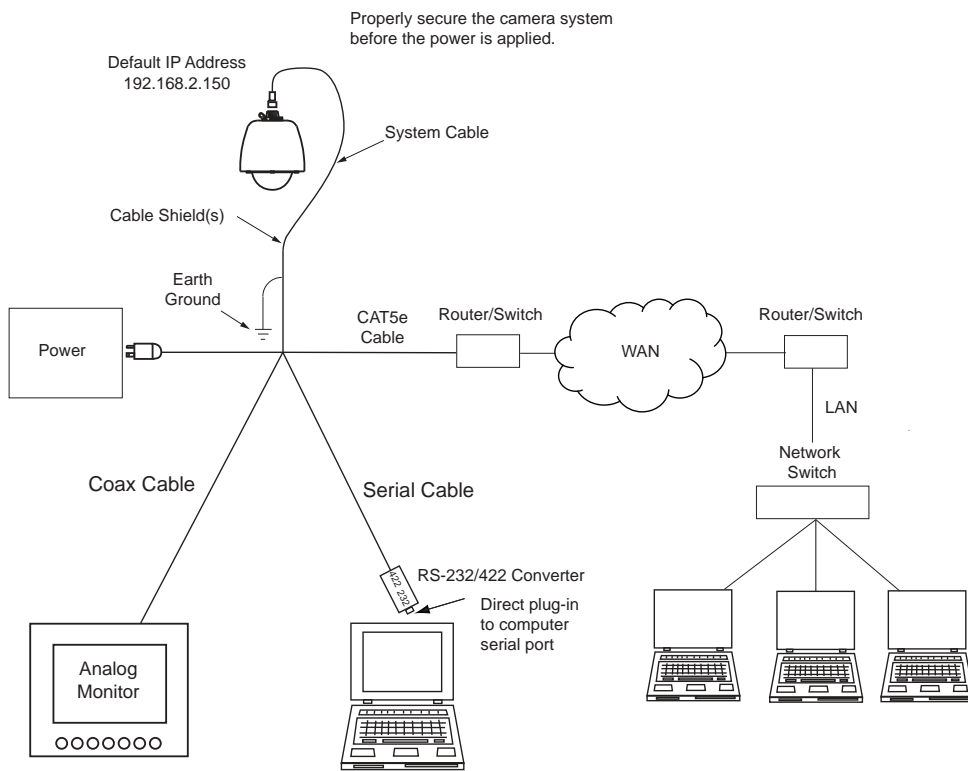 Properly secure the camera system
before the power is applied.
Default IP Address
192.168.2.150
System Cable
Cable Shield(s)
Earth
Ground
CAT5e
Cable
Router/Switch
Router/Switch
Power
WAN
LAN
Network
Switch
Coax Cable
Serial Cable
422 232
RS-232/422 Converter
Direct plug-in
to computer
serial port
Analog
Monitor